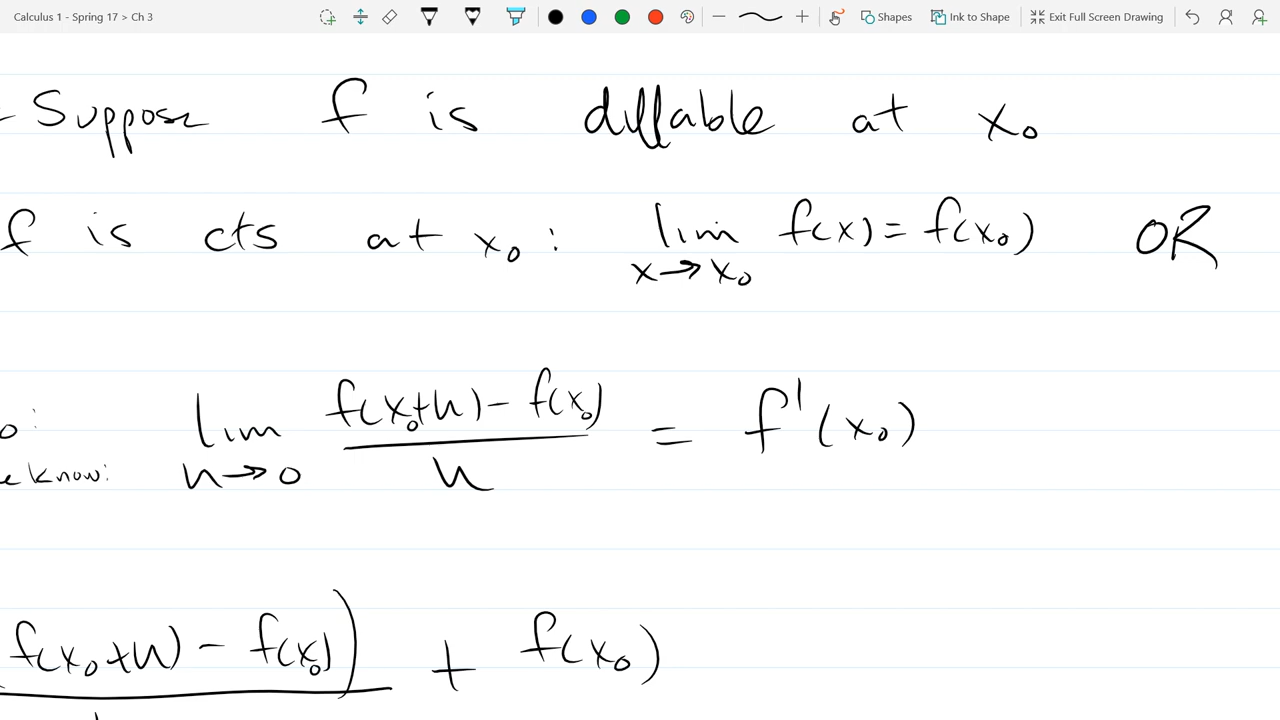 Calculus 1 - Spring 17 > Ch 3 Shapes Ink to Shape Exit Full Screen Drawing
- Suppose f is diffable at x₀
f is cts at x₀ : lim x→x₀ f(x) = f(x₀) OR
o: lim h→0 (f(x₀+h) - f(x₀))/h = f'(x₀)
e know:
f(x₀+h) - f(x₀)) + f(x₀)